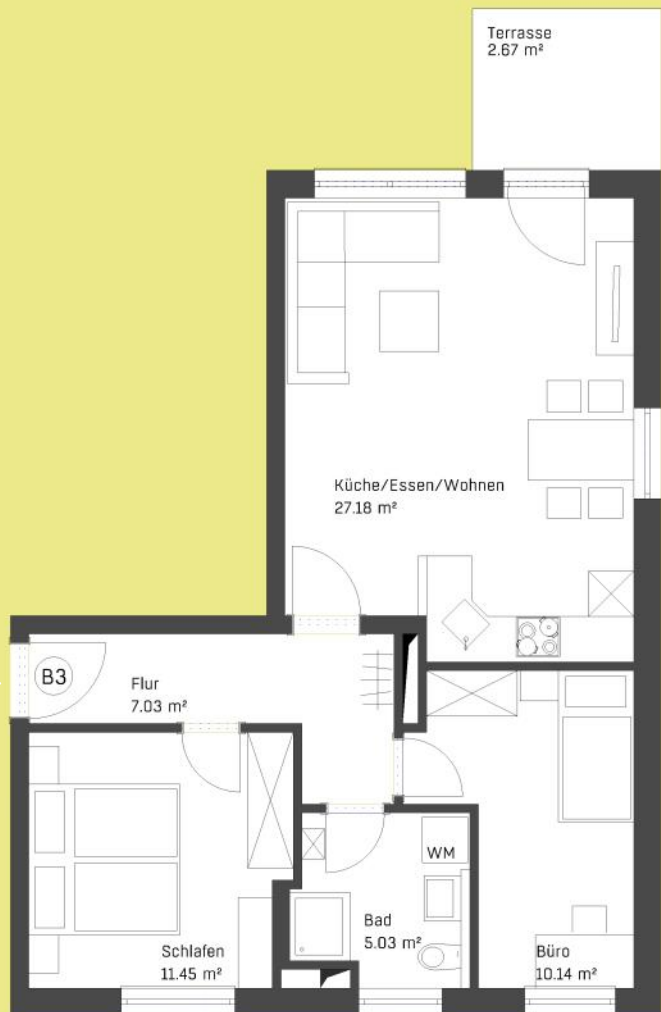 Terrasse
2.67 m²
Küche/Essen/Wohnen
27.18 m²
B3
Flur
7.03 m²
WM
Bad
5.03 m²
Schlafen
11.45 m²
Büro
10.14 m²